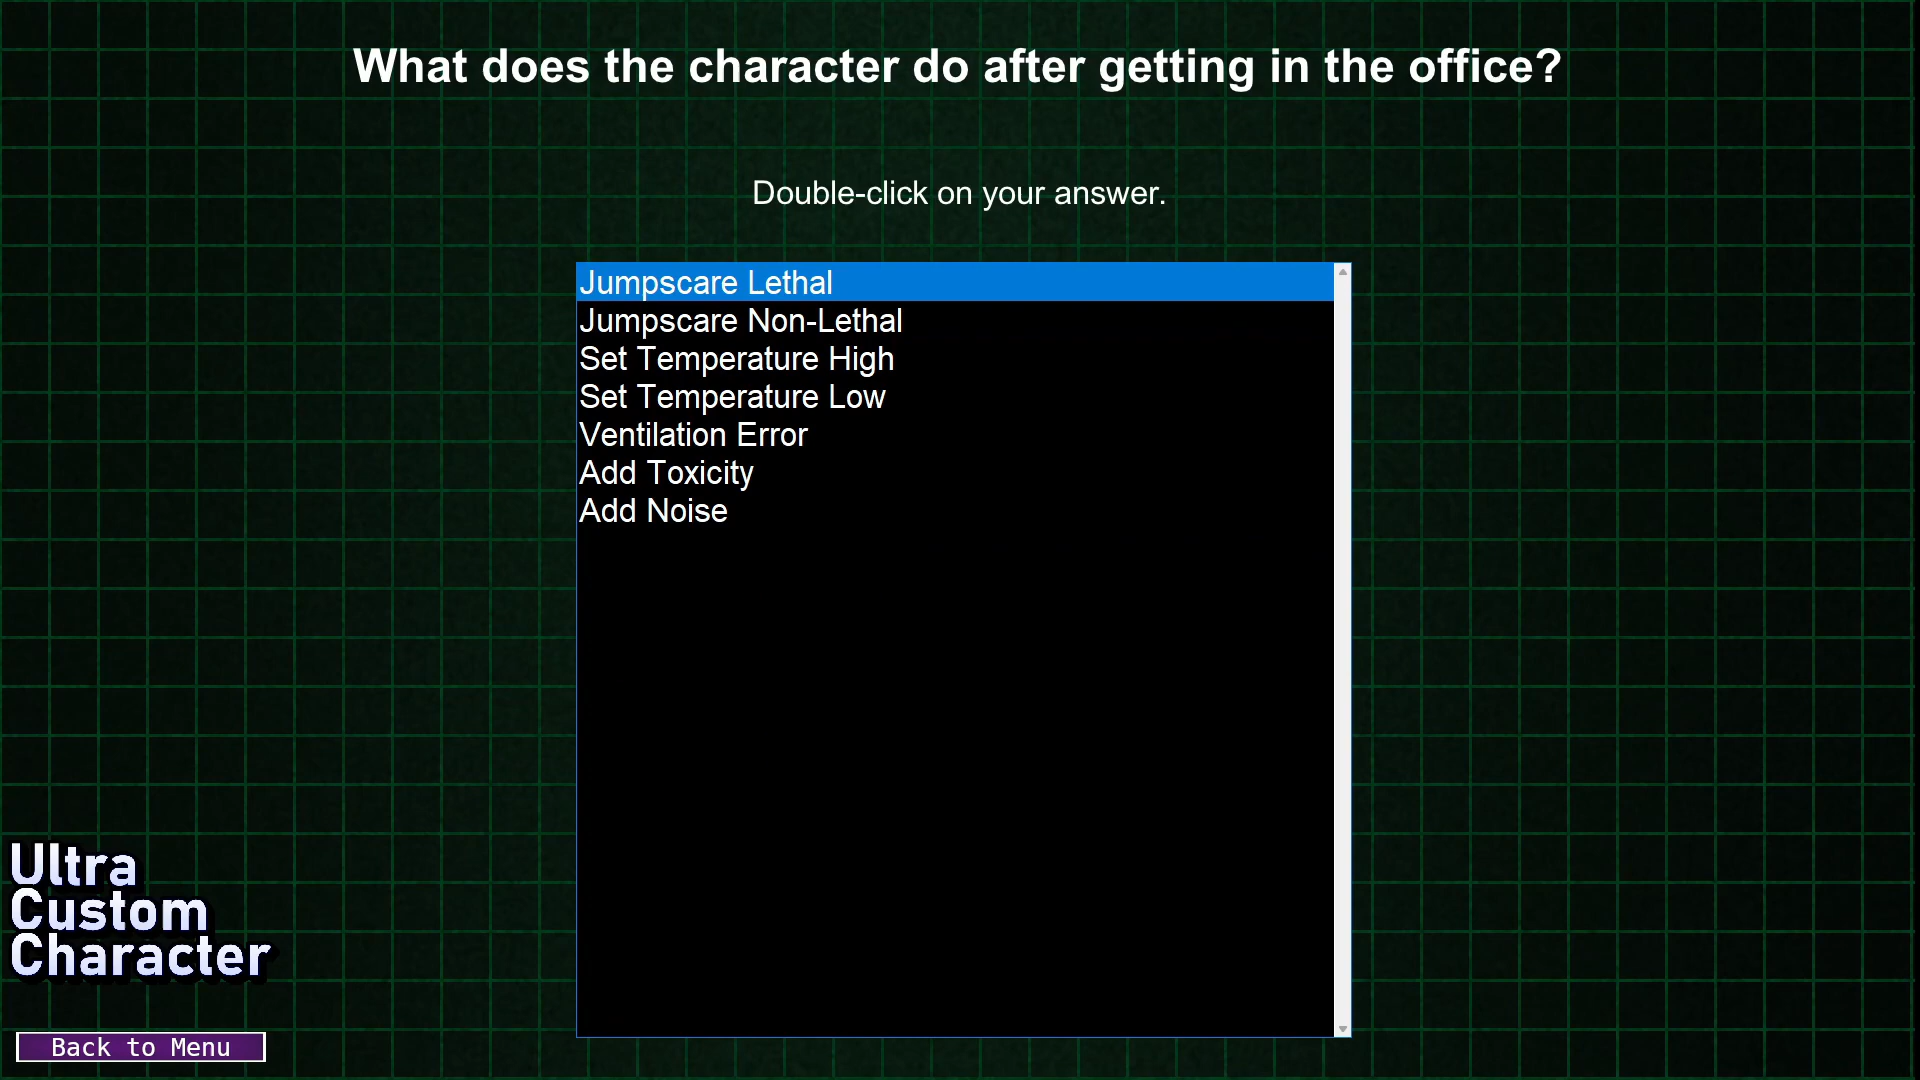 What does the character do after getting in the office?
Double-click on your answer.
Jumpscare Lethal
Jumpscare Non-Lethal
Set Temperature High
Set Temperature Low
Ventilation Error
Add Toxicity
Add Noise
Ultra
Custom
Character
Back to Menu